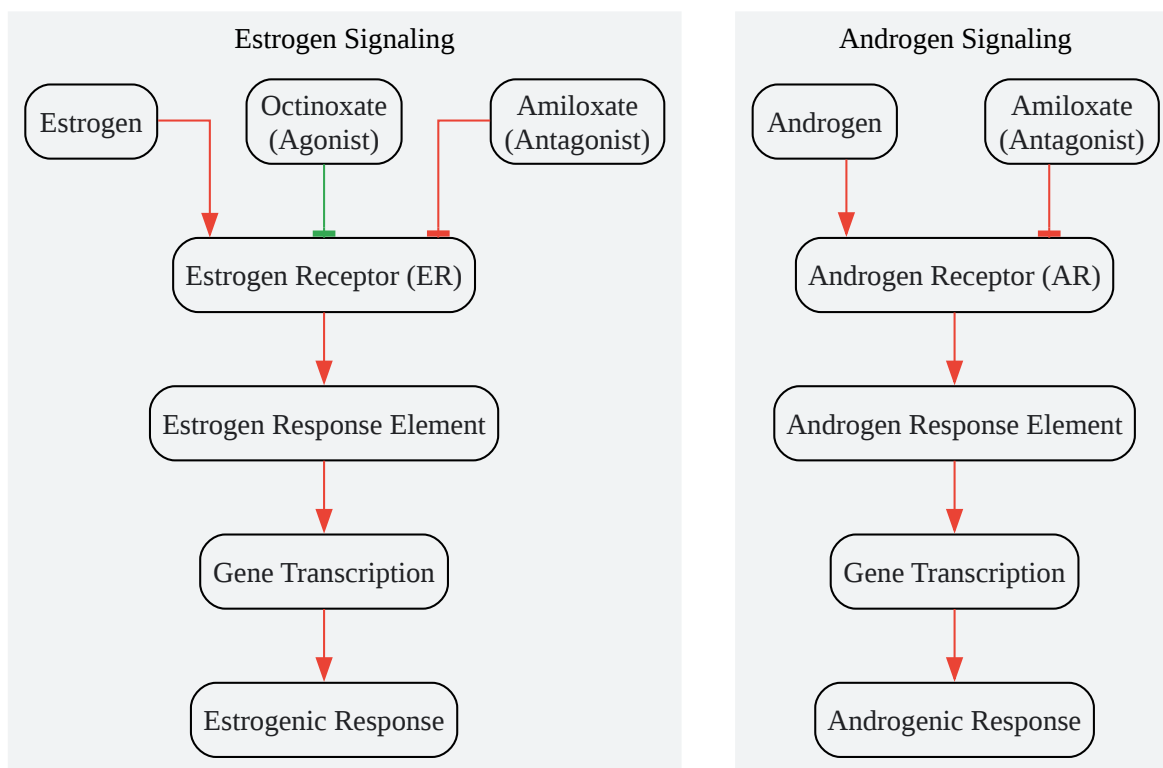 Estrogen Signaling
Estrogen
Octinoxate
(Agonist)
Amiloxate
(Antagonist)
Estrogen Receptor (ER)
Estrogen Response Element
Gene Transcription
Estrogenic Response
Androgen Signaling
Androgen
Amiloxate
(Antagonist)
Androgen Receptor (AR)
Androgen Response Element
Gene Transcription
Androgenic Response